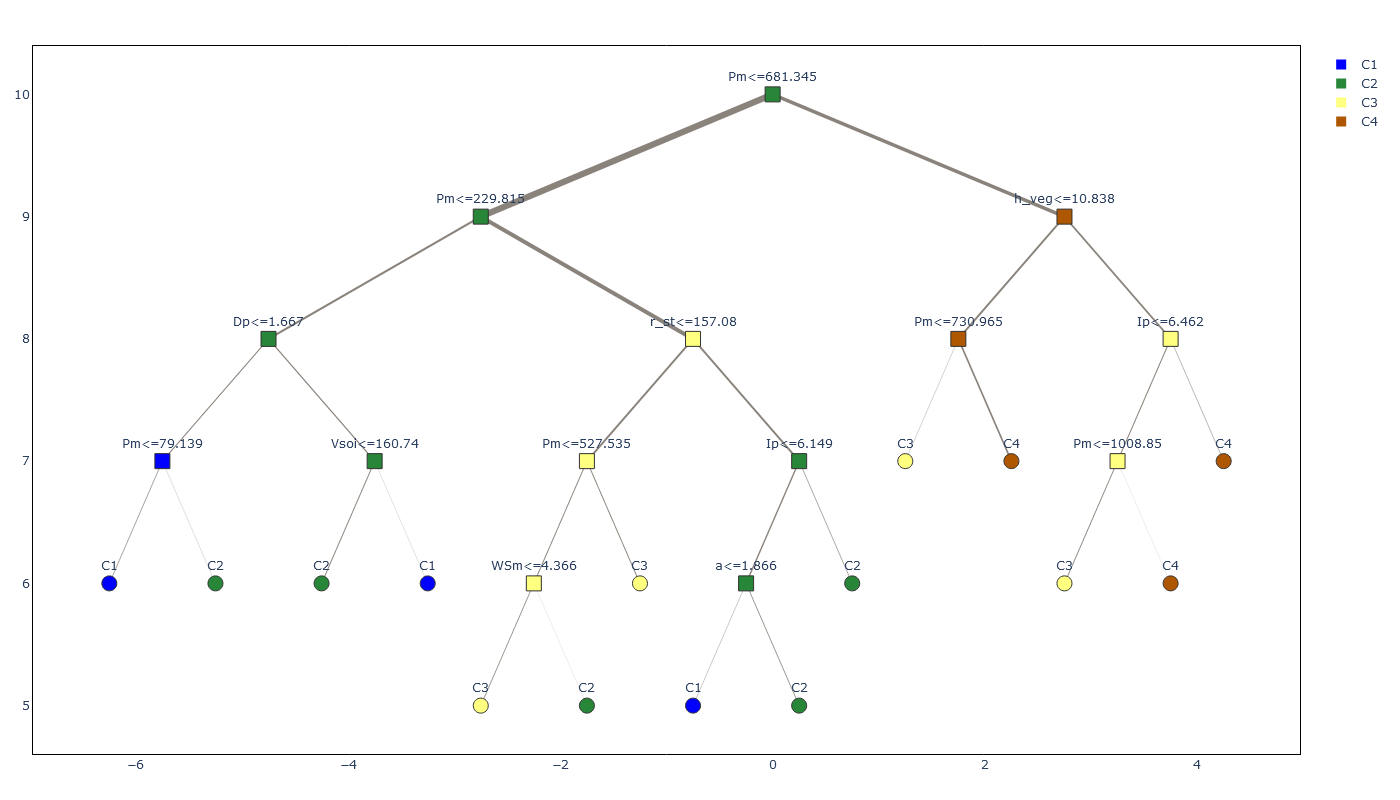 Pm<=681.345
C1
C2
C3
C4
10
Pm<=229.815
h_veg<=10.838
9
Dp<=1.667
r_st<=157.08
Pm<=730.965
Ip<=6.462
8
Pm<=79.139
Vsol<=160.74
Pm<=527.535
Ip<=6.149
C3
C4
Pm<=1008.85
C4
7
C1
C2
C2
C1
WSm<=4.366
C3
a<=1.866
C2
C3
C4
6
C3
C2
C1
C2
5
−6
−4
−2
0
2
4